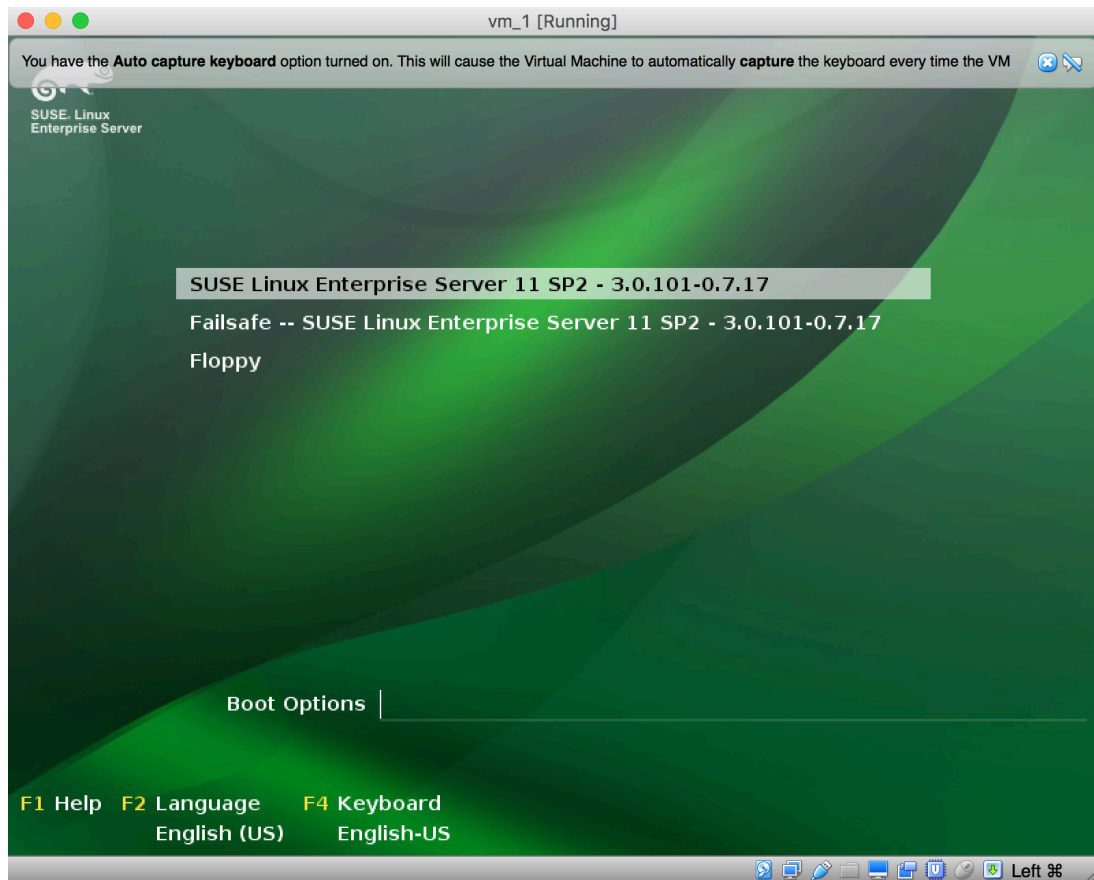 vm_1 [Running]
You have the Auto capture keyboard option turned on. This will cause the Virtual Machine to automatically capture the keyboard every time the VM
SUSE. Linux
Enterprise Server
SUSE Linux Enterprise Server 11 SP2 - 3.0.101-0.7.17
Failsafe -- SUSE Linux Enterprise Server 11 SP2 - 3.0.101-0.7.17
Floppy
Boot Options
F1 Help F2 Language F4 Keyboard
English (US) English-US
Left ⌘